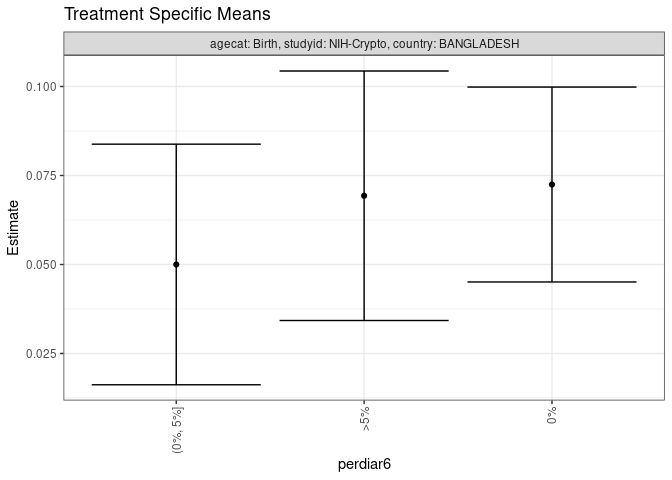 Treatment Specific Means
agecat: Birth, studyid: NIH-Crypto, country: BANGLADESH
0.100
0.075
0.050
0.025
Estimate
(0%, 5%]
>5%
0%
perdiar6